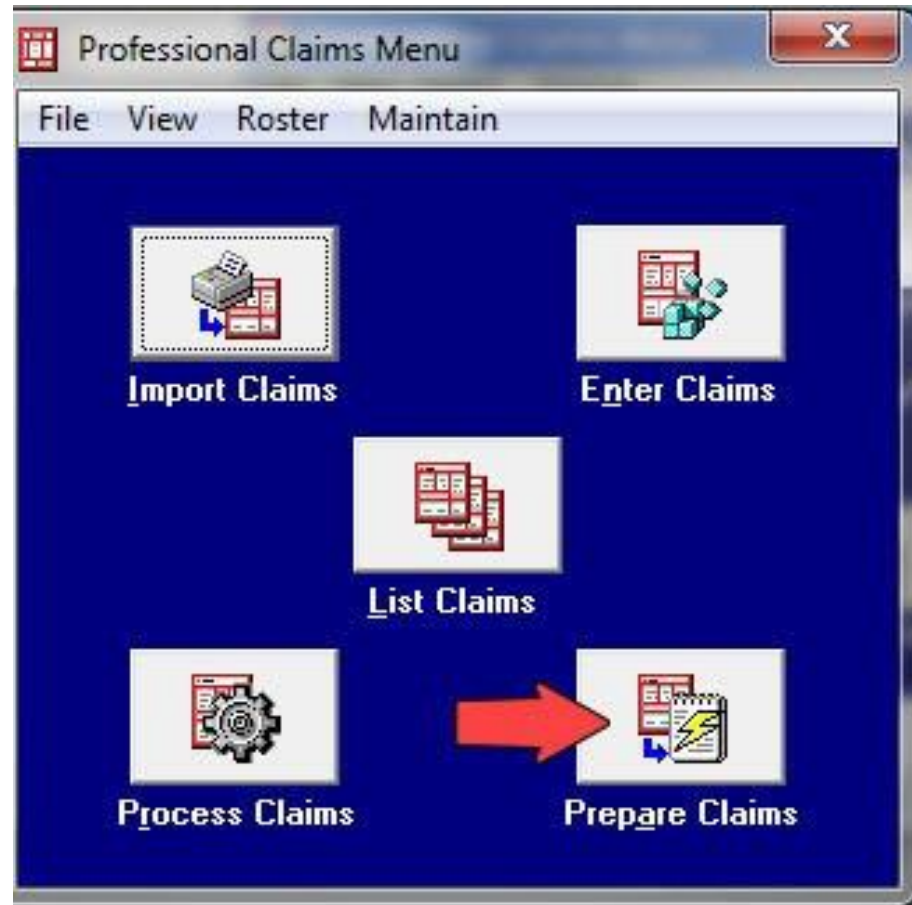 Professional Claims Menu
File View Roster Maintain
Import Claims Enter Claims
List Claims
Process Claims Prepare Claims